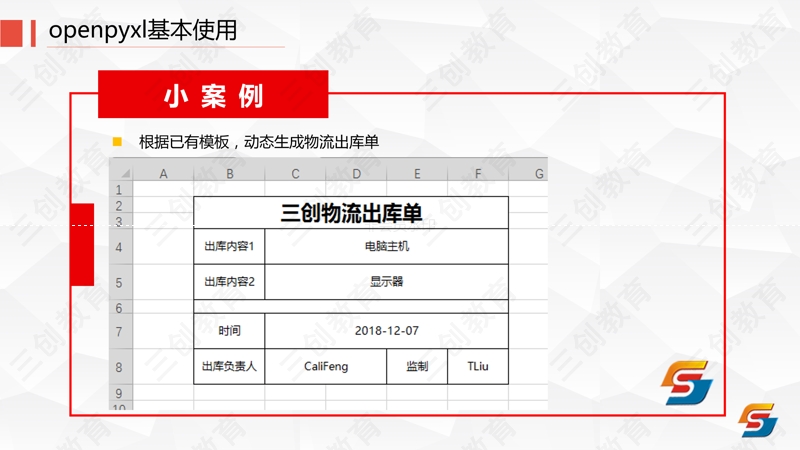 openpyxl基本使用
小 案 例
根据已有模板，动态生成物流出库单
A B C D E F G
1
2
三创物流出库单
3
4 出库内容1 电脑主机
5 出库内容2 显示器
6
7 时间 2018-12-07
8 出库负责人 CaliFeng 监制 TLiu
9
10
三创教育